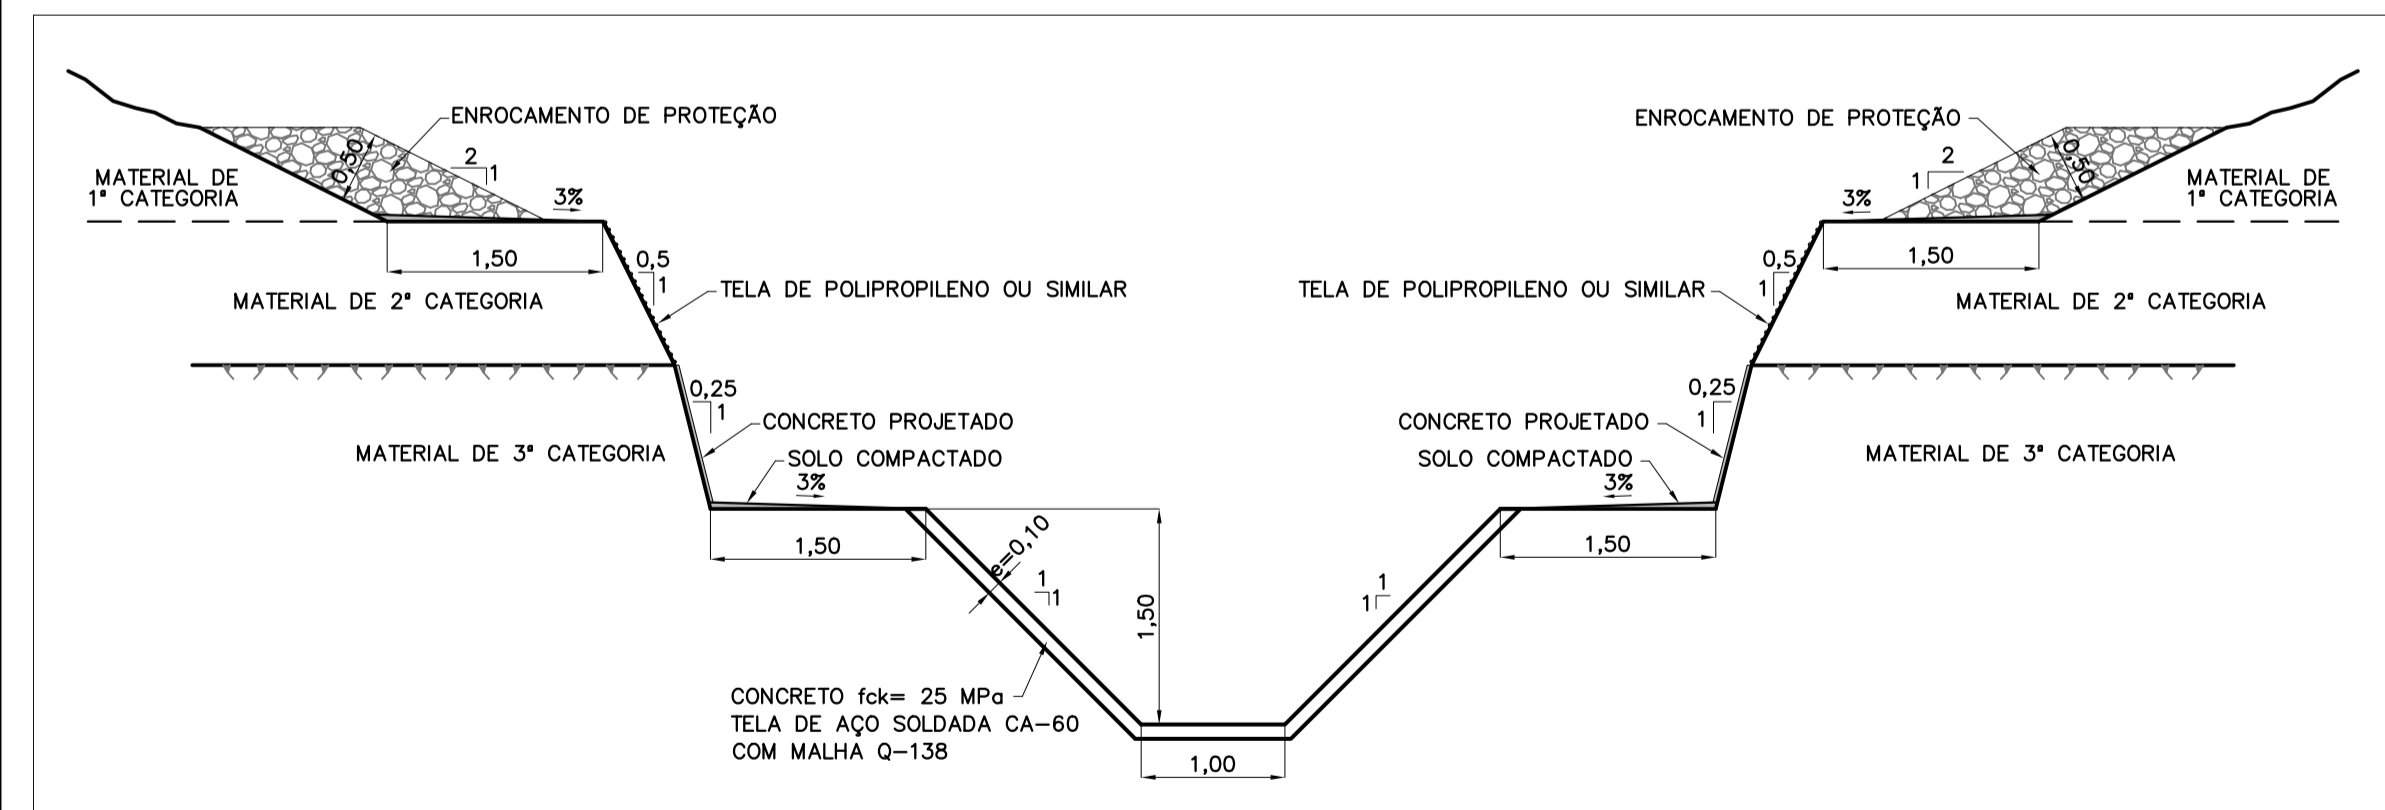 ENROCAMENTO DE PROTEÇÃO
ENROCAMENTO DE PROTEÇÃO
0,50
2
1
2
1
0,50
MATERIAL DE
1ª CATEGORIA
3%
3%
MATERIAL DE
1ª CATEGORIA
1,50
0,5
1
0,5
1
1,50
TELA DE POLIPROPILENO OU SIMILAR
TELA DE POLIPROPILENO OU SIMILAR
MATERIAL DE 2ª CATEGORIA
MATERIAL DE 2ª CATEGORIA
0,25
1
0,25
1
CONCRETO PROJETADO
CONCRETO PROJETADO
MATERIAL DE 3ª CATEGORIA
SOLO COMPACTADO
SOLO COMPACTADO
MATERIAL DE 3ª CATEGORIA
3%
3%
1,50
e=0,10
1,50
1
1
1
1
1,50
CONCRETO fck= 25 MPa
TELA DE AÇO SOLDADA CA-60
COM MALHA Q-138
1,00